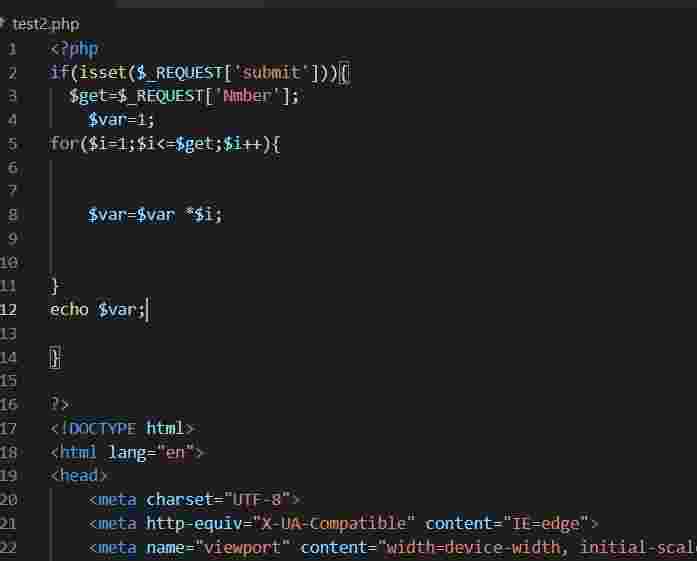 test2.php
1 <?php
2 if(isset($_REQUEST['submit'])){
3 $get=$_REQUEST['Nmber'];
4 $var=1;
5 for($i=1;$i<=$get;$i++){
6
7
8 $var=$var *$i;
9
10
11 }
12 echo $var;
13
14 }
15
16 ?>
17 <!DOCTYPE html>
18 <html lang="en">
19 <head>
20 <meta charset="UTF-8">
21 <meta http-equiv="X-UA-Compatible" content="IE=edge">
22 <meta name="viewport" content="width=device-width, initial-scal